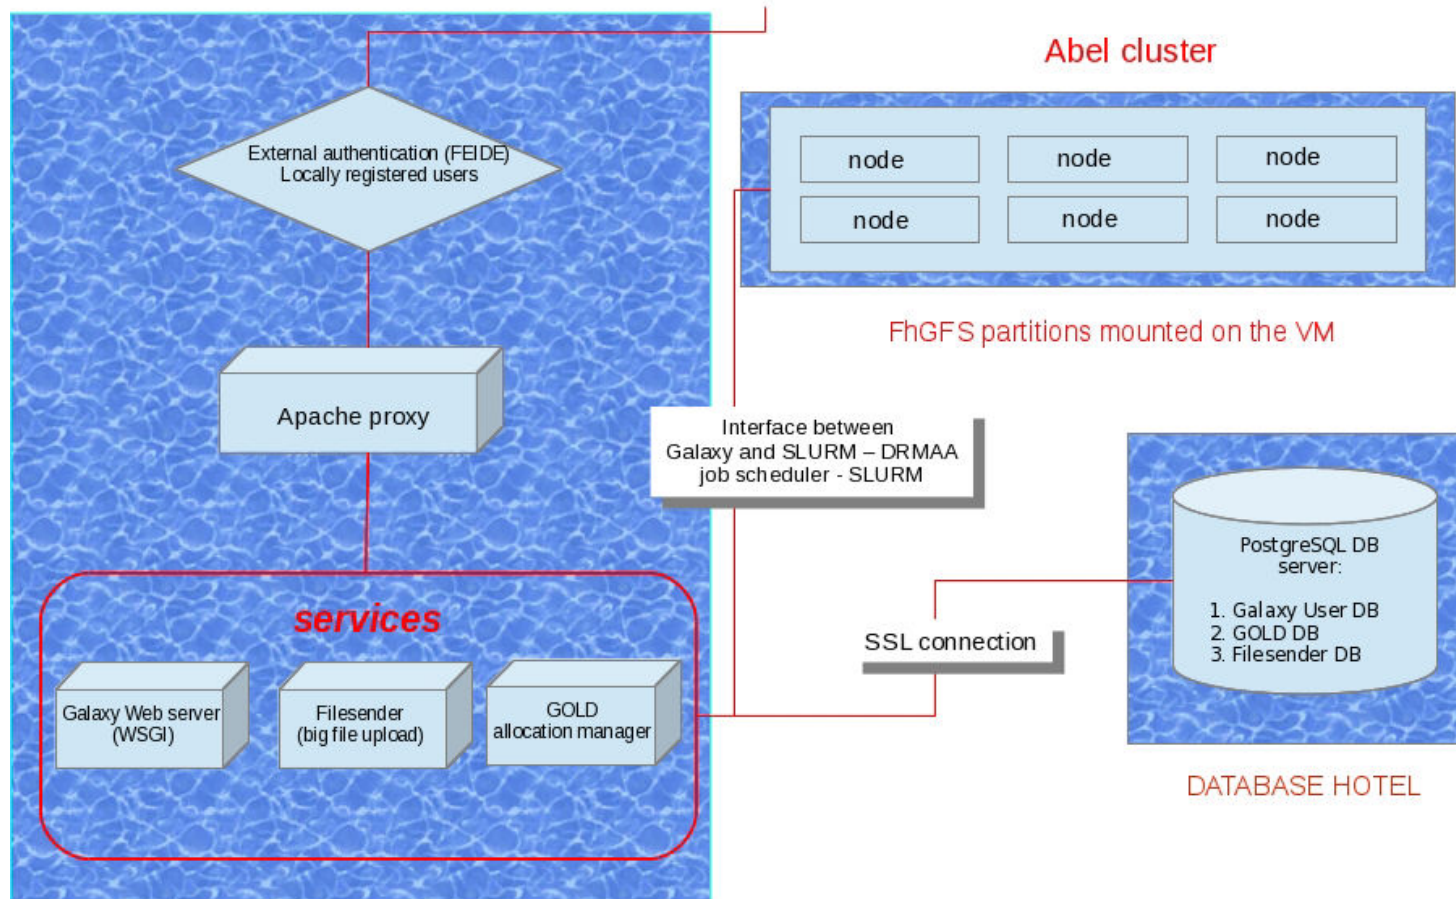 Abel cluster
External authentication (FEIDE)
Locally registered users
node
node
node
node
node
node
FhGFS partitions mounted on the VM
Apache proxy
Interface between
Galaxy and SLURM – DRMAA
job scheduler - SLURM
PostgreSQL DB
server:
1. Galaxy User DB
2. GOLD DB
3. Filesender DB
services
SSL connection
Galaxy Web server
(WSGI)
Filesender
(big file upload)
GOLD
allocation manager
DATABASE HOTEL